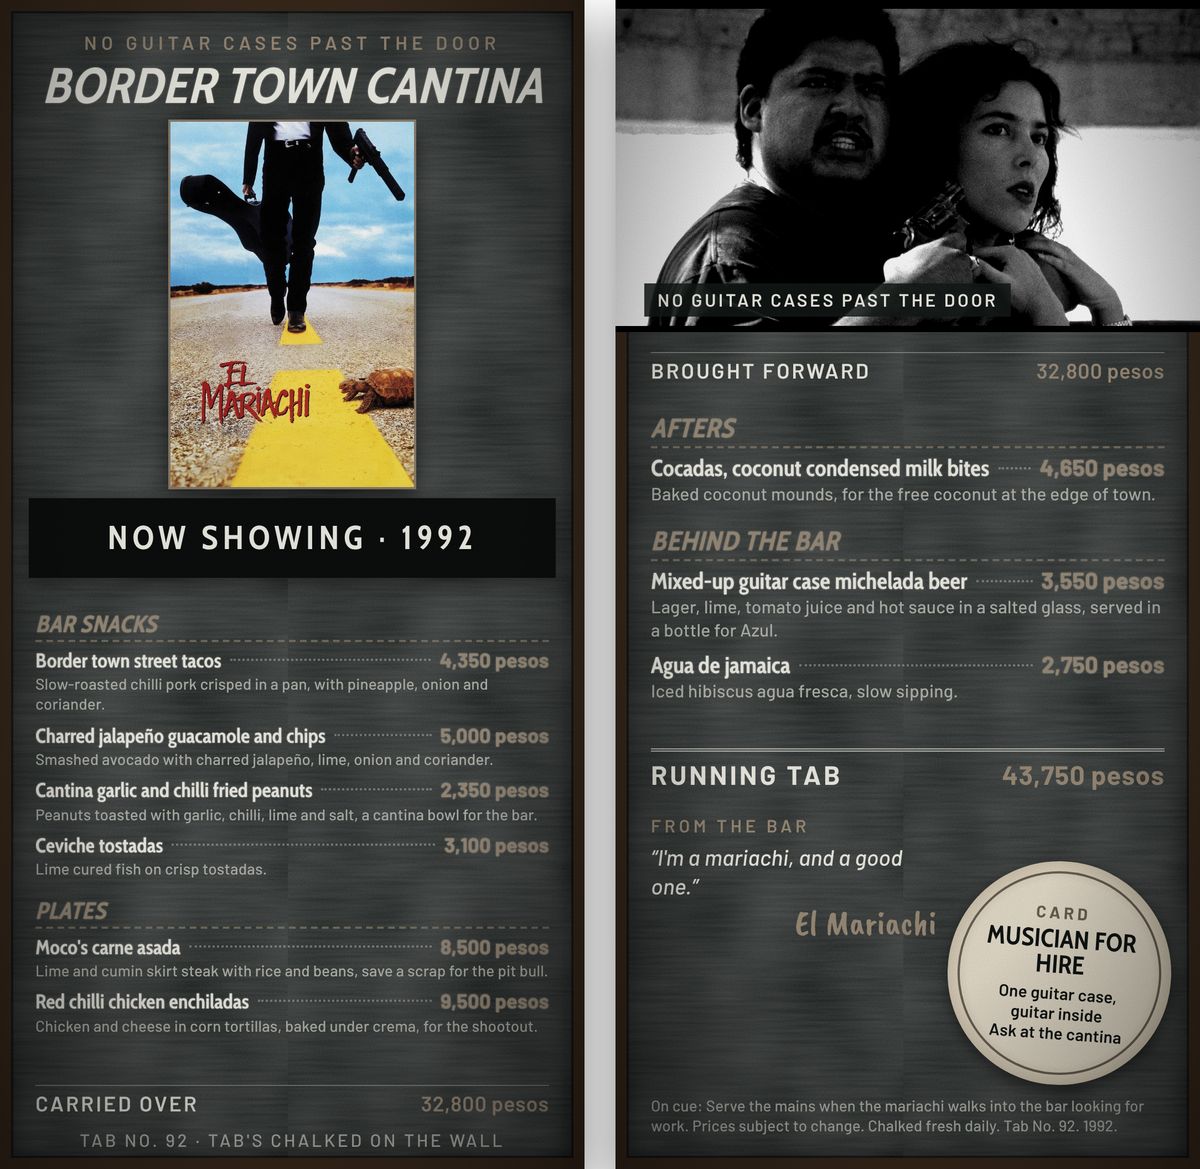 NO GUITAR CASES PAST THE DOOR
BORDER TOWN CANTINA
EL
MARIACHI
NOW SHOWING · 1992
BAR SNACKS
Border town street tacos 4,350 pesos
Slow-roasted chilli pork crisped in a pan, with pineapple, onion and
coriander.
Charred jalapeño guacamole and chips 5,000 pesos
Smashed avocado with charred jalapeño, lime, onion and coriander.
Cantina garlic and chilli fried peanuts 2,350 pesos
Peanuts toasted with garlic, chilli, lime and salt, a cantina bowl for the bar.
Ceviche tostadas 3,100 pesos
Lime cured fish on crisp tostadas.
PLATES
Moco's carne asada 8,500 pesos
Lime and cumin skirt steak with rice and beans, save a scrap for the pit bull.
Red chilli chicken enchiladas 9,500 pesos
Chicken and cheese in corn tortillas, baked under crema, for the shootout.
CARRIED OVER 32,800 pesos
TAB NO. 92 · TAB'S CHALKED ON THE WALL
NO GUITAR CASES PAST THE DOOR
BROUGHT FORWARD 32,800 pesos
AFTERS
Cocadas, coconut condensed milk bites 4,650 pesos
Baked coconut mounds, for the free coconut at the edge of town.
BEHIND THE BAR
Mixed-up guitar case michelada beer 3,550 pesos
Lager, lime, tomato juice and hot sauce in a salted glass, served in
a bottle for Azul.
Agua de jamaica 2,750 pesos
Iced hibiscus agua fresca, slow sipping.
RUNNING TAB 43,750 pesos
FROM THE BAR
“I'm a mariachi, and a good
one.”
El Mariachi
CARD
MUSICIAN FOR
HIRE
One guitar case,
guitar inside
Ask at the cantina
On cue: Serve the mains when the mariachi walks into the bar looking for
work. Prices subject to change. Chalked fresh daily. Tab No. 92. 1992.